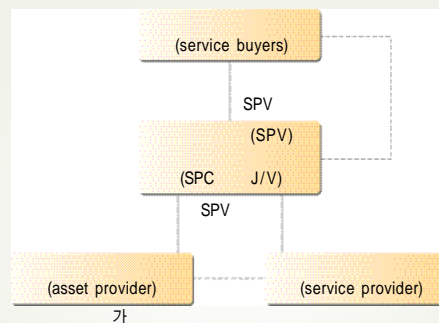 (service buyers)
SPV
(SPV)
(SPC J/V)
SPV
(asset provider)
(service provider)
가